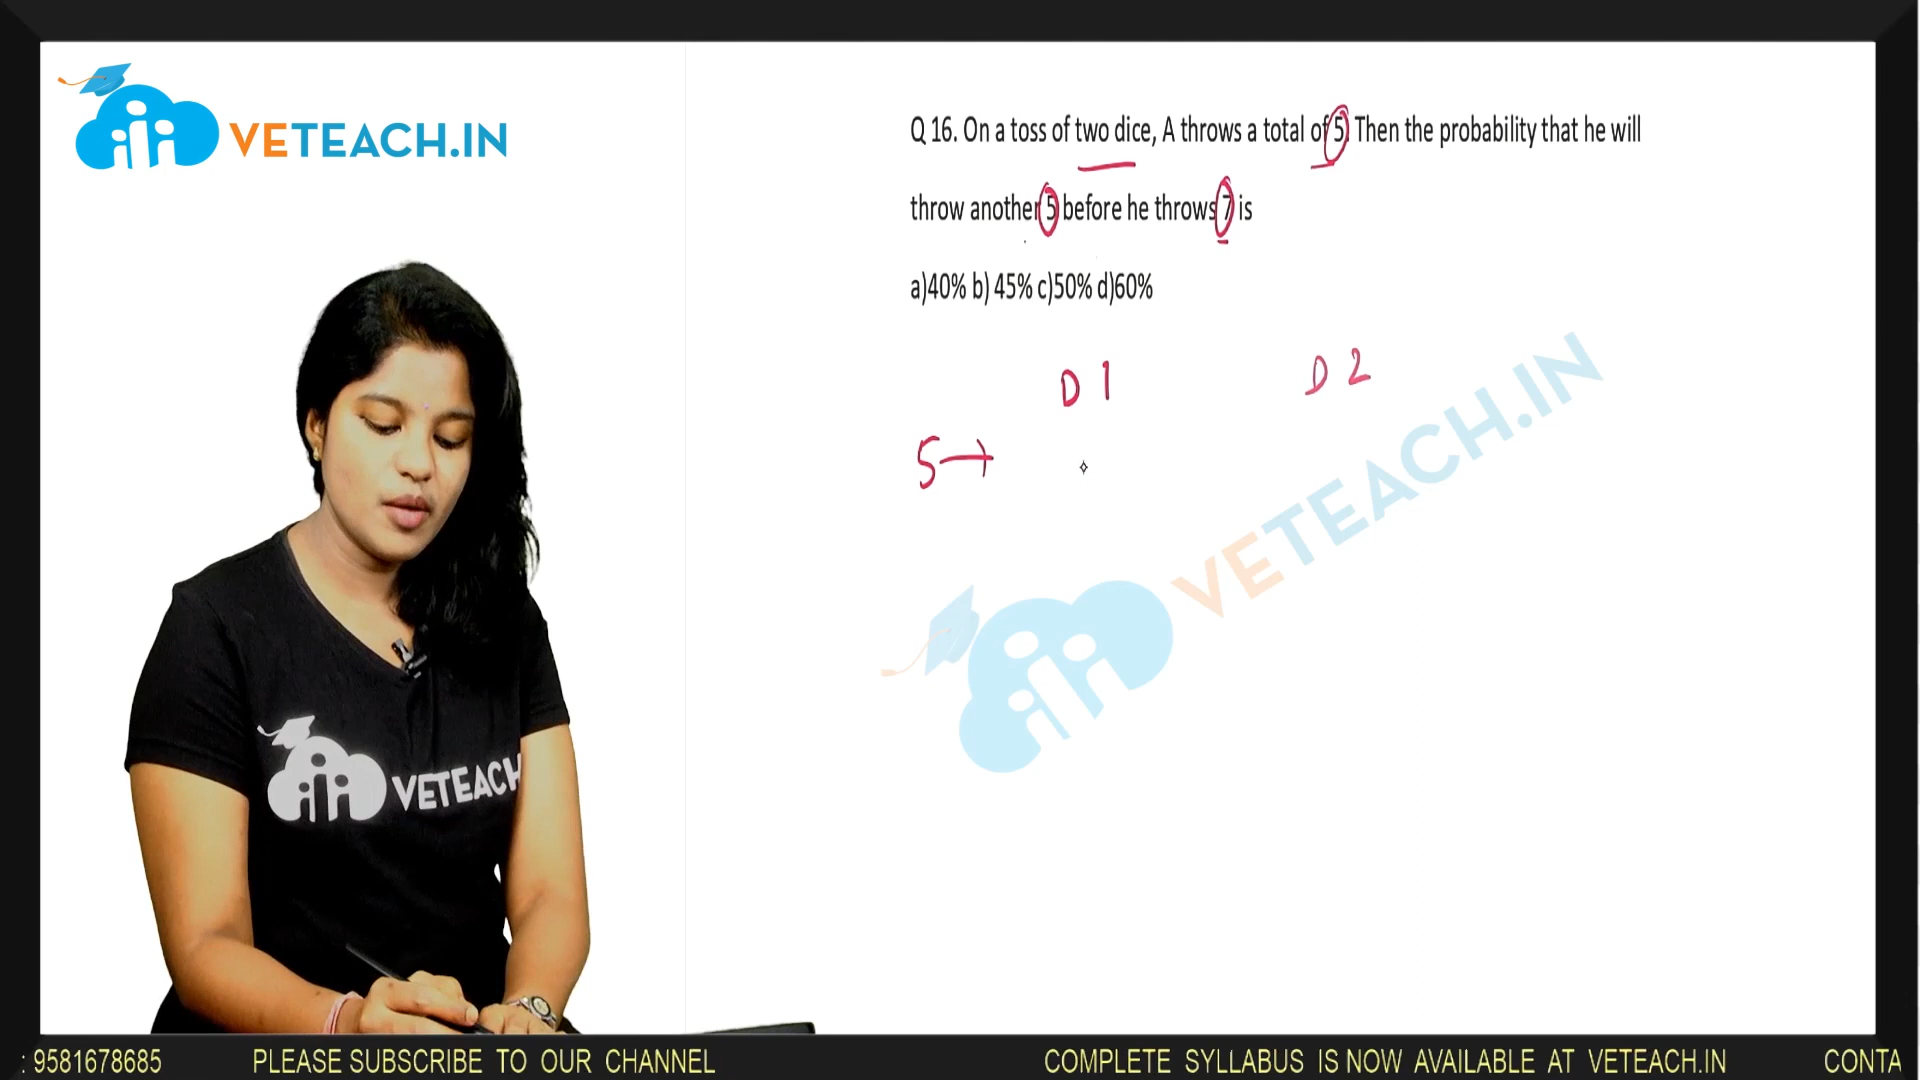 VETEACH.IN
Q 16. On a toss of two dice, A throws a total of 5. Then the probability that he will
throw another 5 before he throws 7 is
a)40% b) 45% c)50% d)60%
D 1 D 2
5→
VETEACH.IN
VETEACH
: 9581678685 PLEASE SUBSCRIBE TO OUR CHANNEL COMPLETE SYLLABUS IS NOW AVAILABLE AT VETEACH.IN CONTA